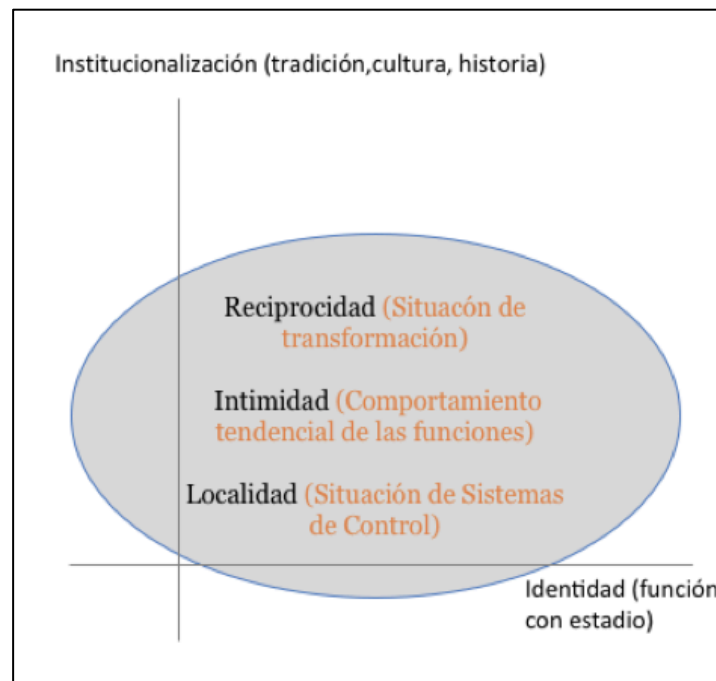 Institucionalización (tradición,cultura, historia)
Reciprocidad (Situacón de
transformación)
Intimidad (Comportamiento
tendencial de las funciones)
Localidad (Situación de Sistemas
de Control)
Identidad (función
con estadio)